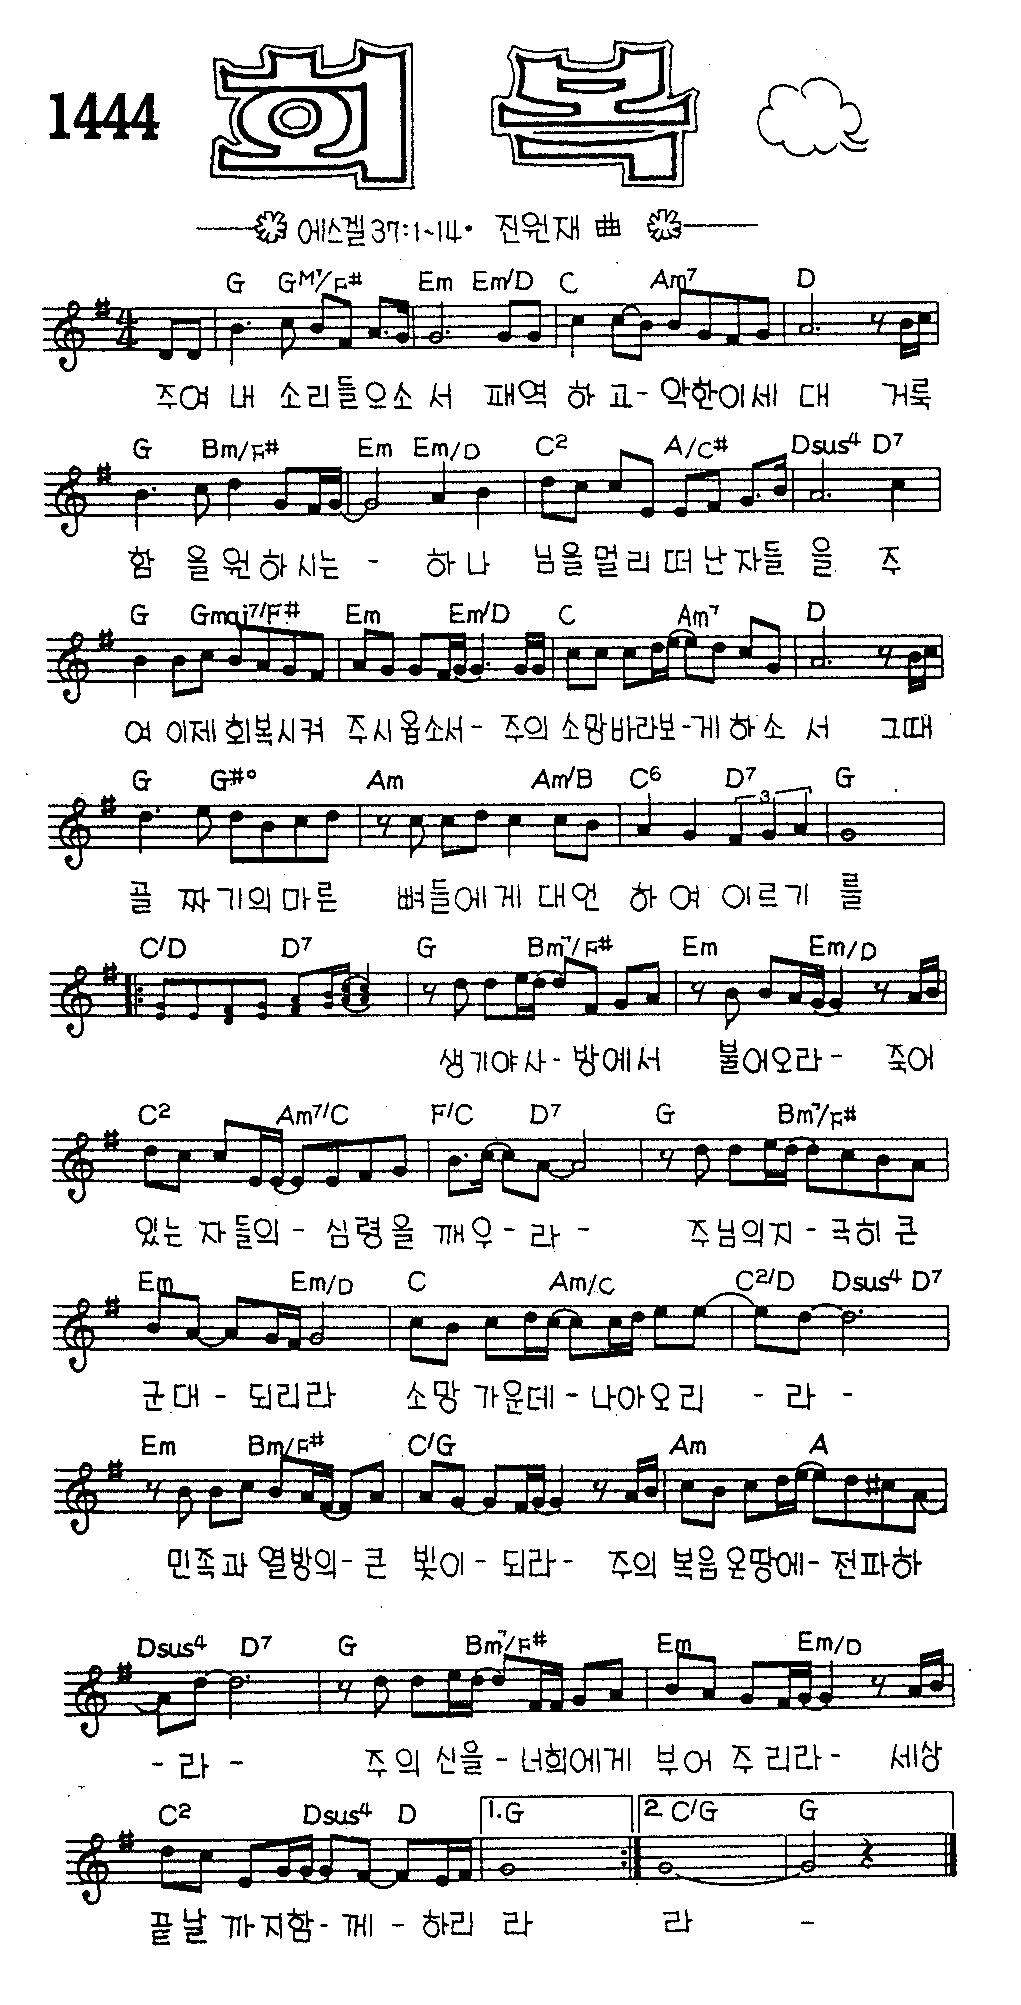 1444 회복
에스겔 37:1~14・ 전원재 曲
G GM7/F# Em Em/D C Am7 D
주여 내 소리들으소서 패역하고-악한이세대 거룩
G Bm/F# Em Em/D C2 A/C# Dsus4 D7
함 을원하시는 - 하나 님을멀리떠난자들 을 주
G Gmaj7/F# Em Em/D C Am7 D
여 이제회복시켜 주시옵소서- 주의 소망바라보-게하소 서 그때
G G#° Am Am/B C6 D7 3 G
골 짜기의마른 뼈들에게 대언 하여 이르기 를
C/D D7 G Bm7/F# Em Em/D
생기야사-방에서 불어오라- 죽어
C2 Am7/C F/C D7 G Bm7/F#
있는 자들의- 심령을 깨우-라- 주님의지-극히 큰
Em Em/D C Am/C C2/D Dsus4 D7
군대- 되리라 소망 가운데-나아오리 - 라 -
Em Bm/F# C/G Am A
민족과 열방의-큰 빛이- 되라- 주의 복음온땅에-전파하
Dsus4 D7 G Bm7/F# Em Em/D
-라- 주의신을-너희에게 부어 주리라- 세상
C2 Dsus4 D 1.G 2.C/G G
끝날 까지함-께-하리 라 라 -